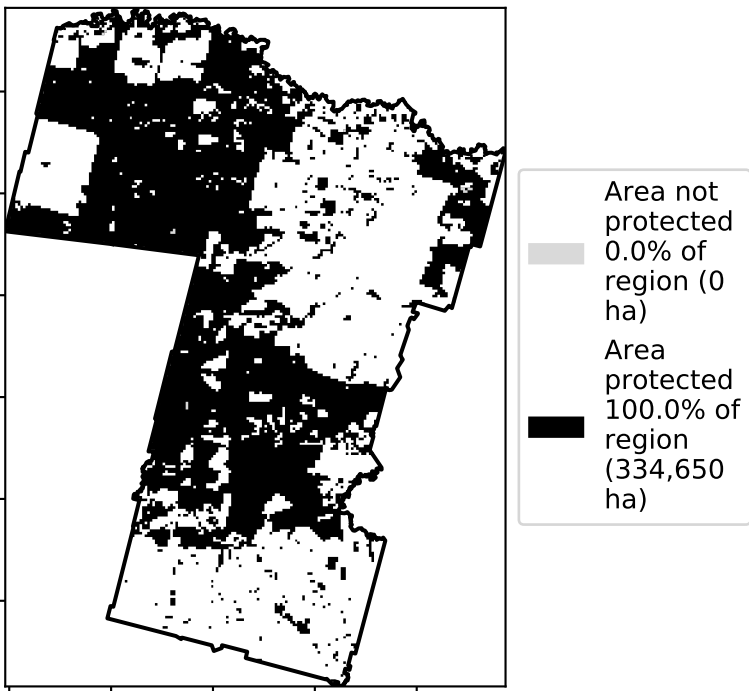 Area not
protected
0.0% of
region (0
ha)
Area
protected
100.0% of
region
(334,650
ha)